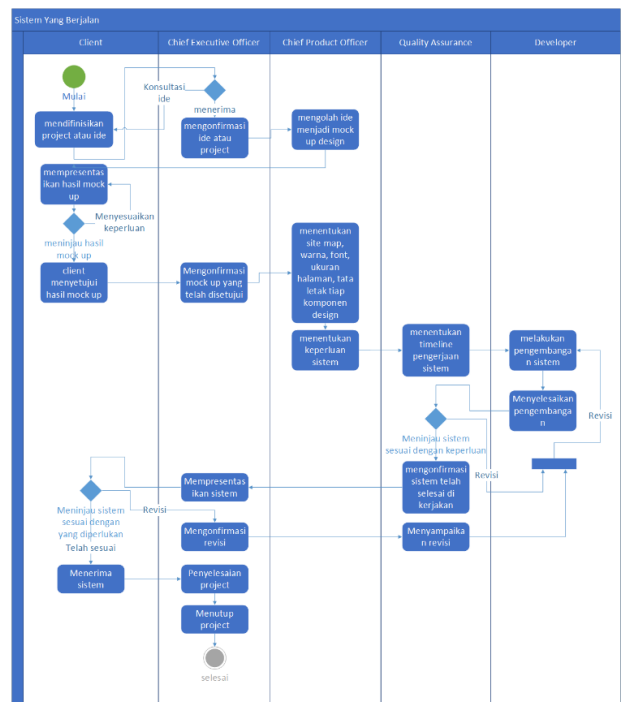 Sistem Yang Berjalan
Client
Chief Executive Officer
Chief Product Officer
Quality Assurance
Developer
Mulai
Konsultasi
ide
menerima
mendifinisikan
project atau ide
mengonfirmasi
ide atau
project
mengolah ide
menjadi mock
up design
mempresentas
ikan hasil mock
up
Menyesuaikan
keperluan
meninjau hasil
mock up
client
menyetujui
hasil mock up
Mengonfirmasi
mock up yang
telah disetujui
menentukan
site map,
warna, font,
ukuran
halaman, tata
letak tiap
komponen
design
menentukan
keperluan
sistem
menentukan
timeline
pengerjaan
sistem
melakukan
pengembanga
n sistem
Menyelesaikan
pengembanga
n
Revisi
Meninjau sistem
sesuai dengan keperluan
Revisi
mengonfirmasi
sistem telah
selesai di
kerjakan
Mempresentas
ikan sistem
Meninjau sistem
sesuai dengan
yang diperlukan
Revisi
Telah sesuai
Mengonfirmasi
revisi
Menyampaika
n revisi
Menerima
sistem
Penyelesaian
project
Menutup
project
selesai